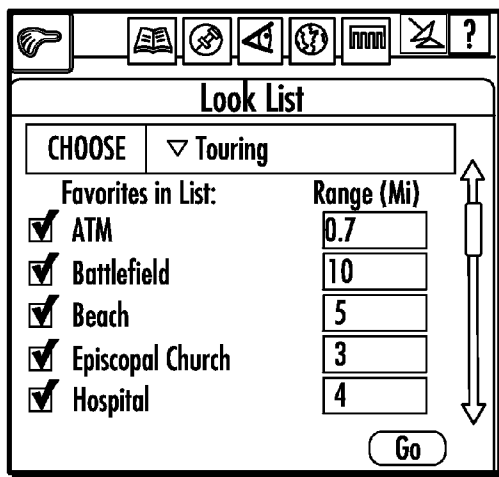 ?
Look List
CHOOSE ▽ Touring
Favorites in List: Range (Mi)
ATM 0.7
Battlefield 10
Beach 5
Episcopal Church 3
Hospital 4
Go